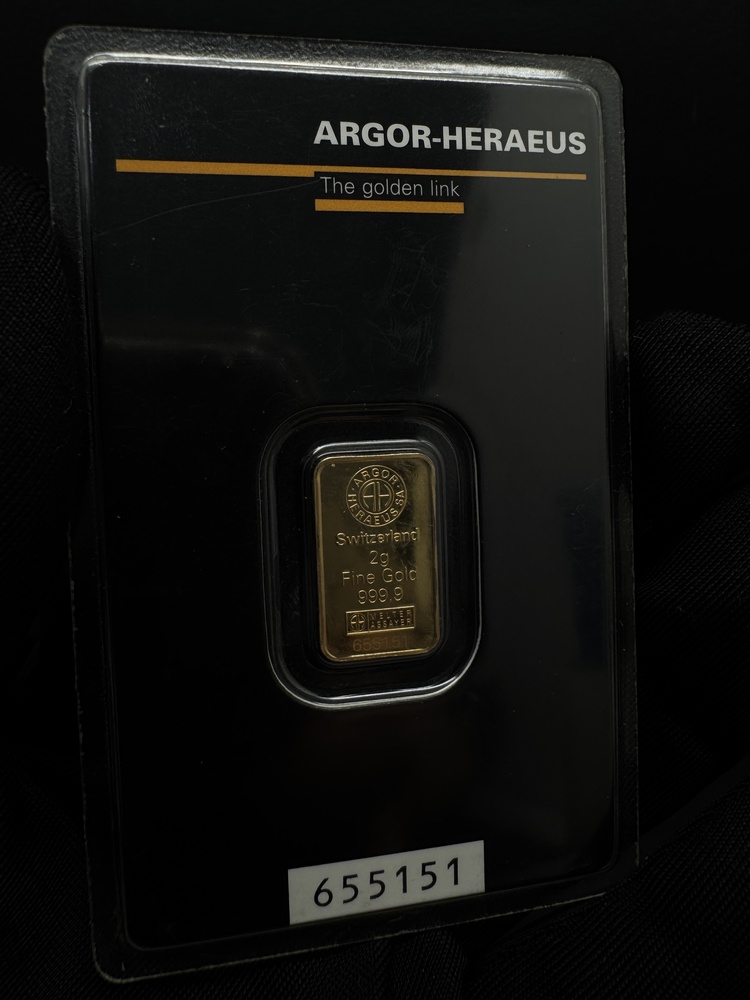 ARGOR-HERAEUS
The golden link
ARGOR
HERAEUS SA
Switzerland
2g
Fine Gold
999.9
MELTER
ASSAYER
655151
655151